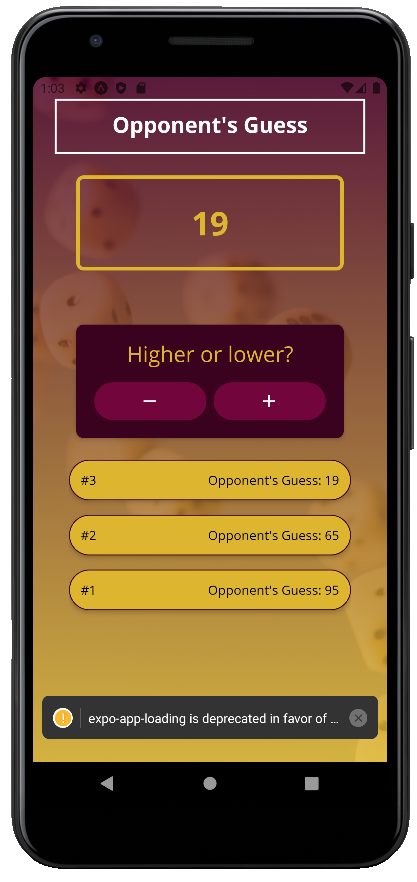 1:03
Opponent's Guess
19
Higher or lower?
− +
#3 Opponent's Guess: 19
#2 Opponent's Guess: 65
#1 Opponent's Guess: 95
expo-app-loading is deprecated in favor of ...